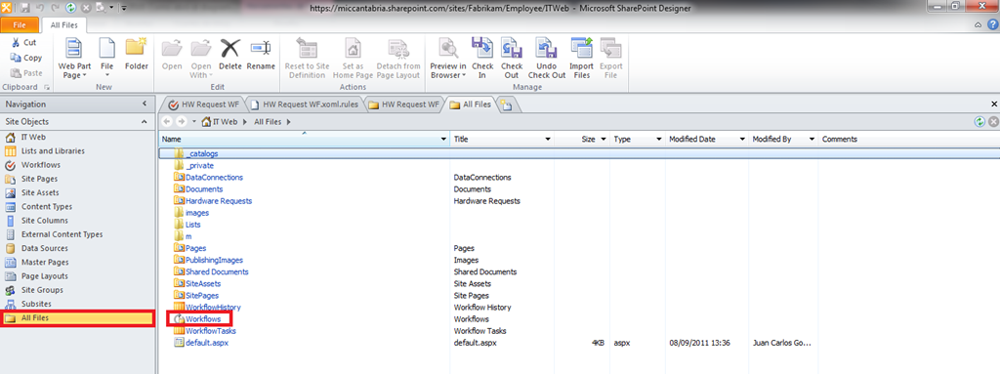 https://miccantabria.sharepoint.com/sites/Fabrikam/Employee/ITWeb - Microsoft SharePoint Designer
File All Files
Cut
Copy
Paste
Clipboard
Web Part Page
File
Folder
New
Open
Open With
Delete
Rename
Edit
Reset to Site Definition
Set as Home Page
Detach from Page Layout
Actions
Preview in Browser
Check In
Check Out
Undo Check Out
Import Files
Export File
Manage
Navigation
Site Objects
IT Web
Lists and Libraries
Workflows
Site Pages
Site Assets
Content Types
Site Columns
External Content Types
Data Sources
Master Pages
Page Layouts
Site Groups
Subsites
All Files
HW Request WF HW Request WF.xoml.rules HW Request WF All Files
IT Web All Files
Name Title Size Type Modified Date Modified By Comments
_catalogs
_private
DataConnections DataConnections
Documents Documents
Hardware Requests Hardware Requests
images
Lists
m
Pages Pages
PublishingImages Images
Shared Documents Shared Documents
SiteAssets Site Assets
SitePages Site Pages
WorkflowHistory Workflow History
Workflows Workflows
WorkflowTasks Workflow Tasks
default.aspx default.aspx 4KB aspx 08/09/2011 13:36 Juan Carlos Go...